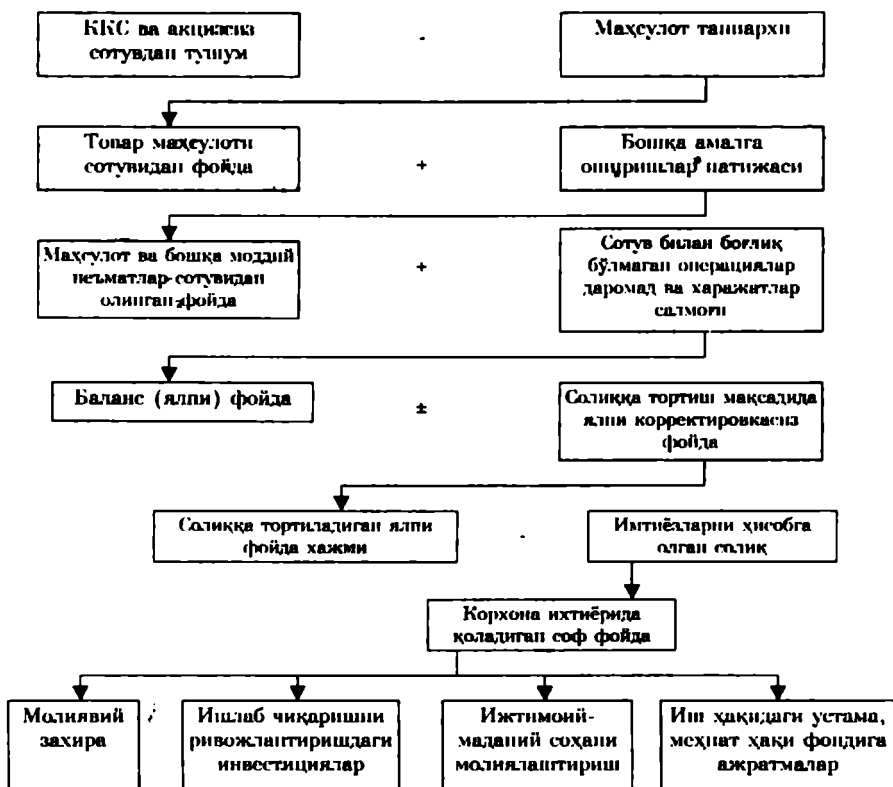 ККС ва акцизсиз
сотувдан тушум
-
Маҳсулот таннархи
Товар маҳсулоти
сотувидан фойда
+
Бошқа амалга
оширишлар натижаси
Маҳсулот ва бошқа моддий
неъматлар-сотувидан
олинган-фойда
+
Сотув билан боғлиқ
бўлмаган операциялар
даромад ва харажатлар
салмоғи
Баланс (ялпи) фойда
±
Солиққа тортиш мақсадида
ялпи корректировкасиз
фойда
Солиққа тортиладиган ялпи
фойда хажми
-
Имтиёзларни ҳисобга
олган солиқ
Корхона ихтиёрида
қоладиган соф фойда
Молиявий
захира
Ишлаб чиқаришни
ривожлантиришдаги
инвестициялар
Ижтимоий-
маданий соҳани
молиялаштириш
Иш ҳақидаги устама,
меҳнат ҳақи фондига
ажратмалар